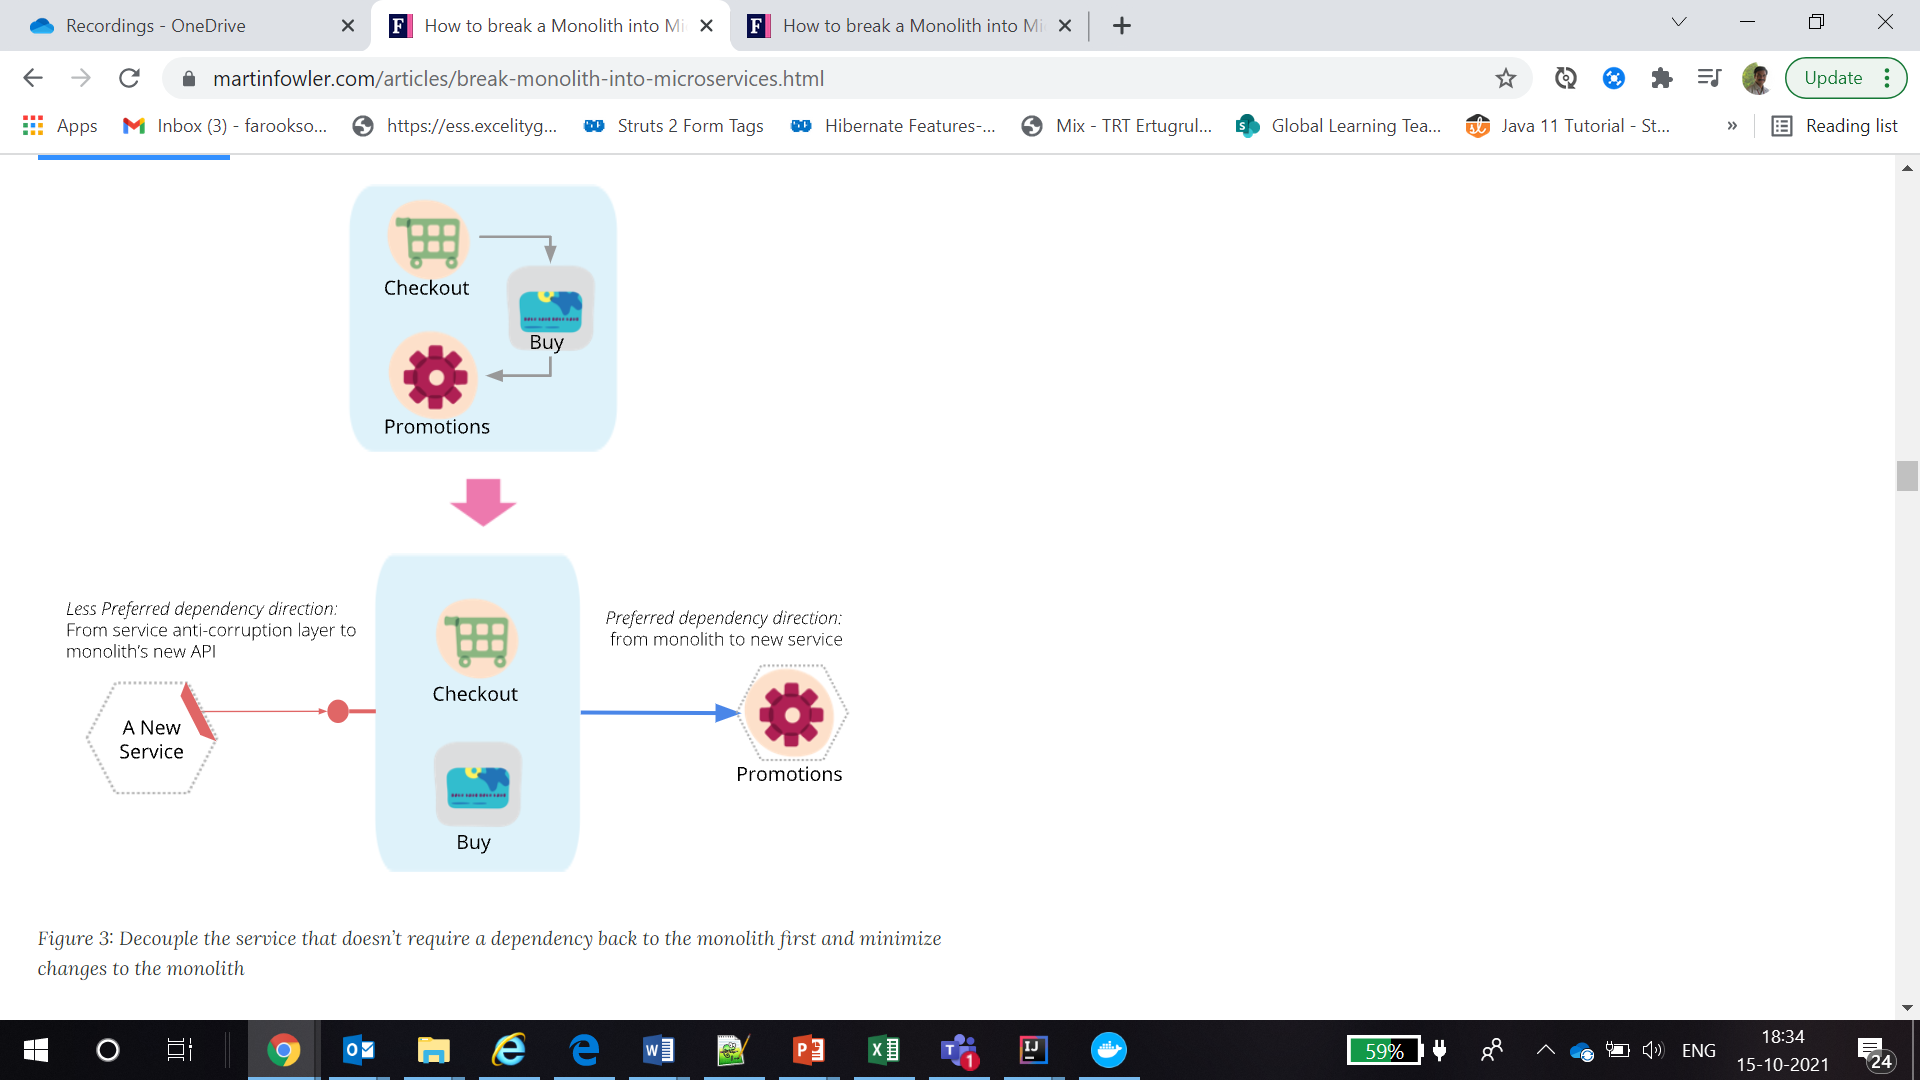 Recordings - OneDrive
How to break a Monolith into Mi
How to break a Monolith into Mi
martinfowler.com/articles/break-monolith-into-microservices.html
Update
Apps
Inbox (3) - farookso...
https://ess.excelityg...
Struts 2 Form Tags
Hibernate Features-...
Mix - TRT Ertugrul...
Global Learning Tea...
Java 11 Tutorial - St...
»
Reading list
Checkout
Buy
Promotions
Less Preferred dependency direction:
From service anti-corruption layer to
monolith's new API
Preferred dependency direction:
from monolith to new service
Checkout
A New
Service
Promotions
Buy
Figure 3: Decouple the service that doesn't require a dependency back to the monolith first and minimize
changes to the monolith
59%
ENG
18:34
15-10-2021
24
1